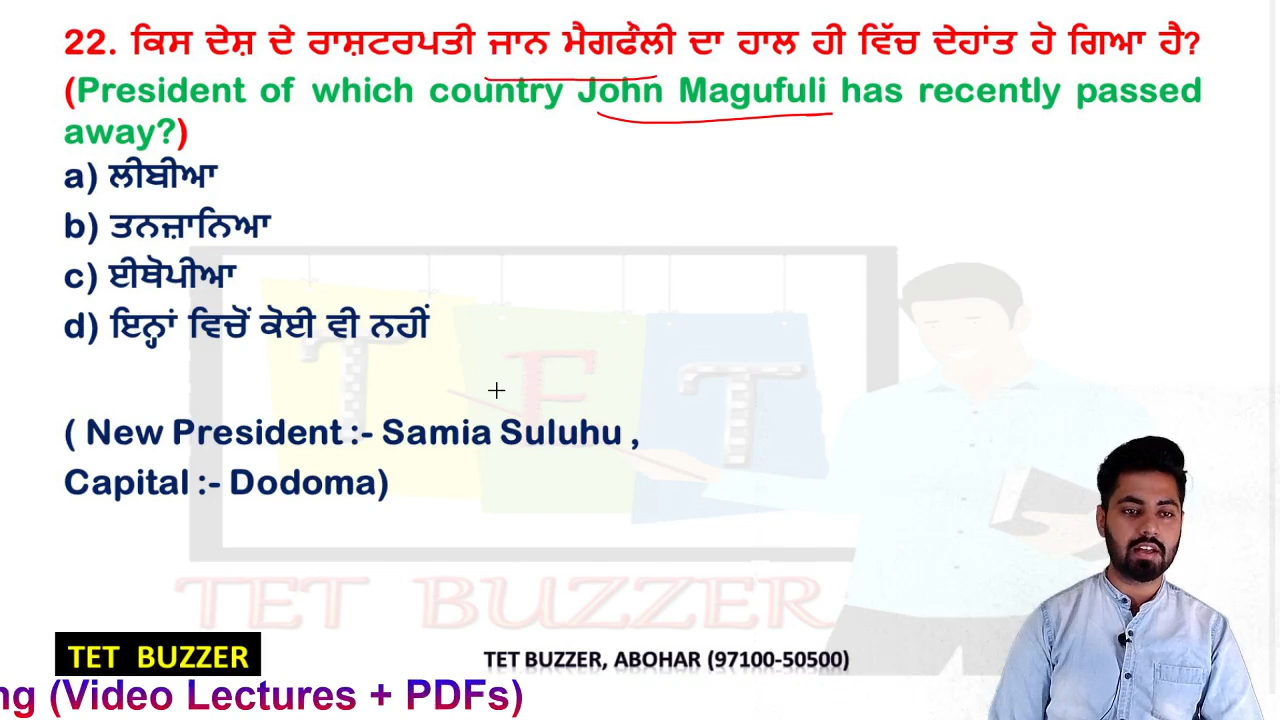 22. ਕਿਸ ਦੇਸ਼ ਦੇ ਰਾਸ਼ਟਰਪਤੀ ਜਾਨ ਮੈਗਫੌਲੀ ਦਾ ਹਾਲ ਹੀ ਵਿੱਚ ਦੇਹਾਂਤ ਹੋ ਗਿਆ ਹੈ?
(President of which country John Magufuli has recently passed
away?)
a) ਲੀਬੀਆ
b) ਤਨਜ਼ਾਨਿਆ
c) ਈਥੋਪੀਆ
d) ਇਨ੍ਹਾਂ ਵਿਚੋਂ ਕੋਈ ਵੀ ਨਹੀਂ
TET
( New President :- Samia Suluhu ,
Capital :- Dodoma)
TET BUZZER
TET BUZZER
TET BUZZER, ABOHAR (97100-50500)
ng (Video Lectures + PDFs)